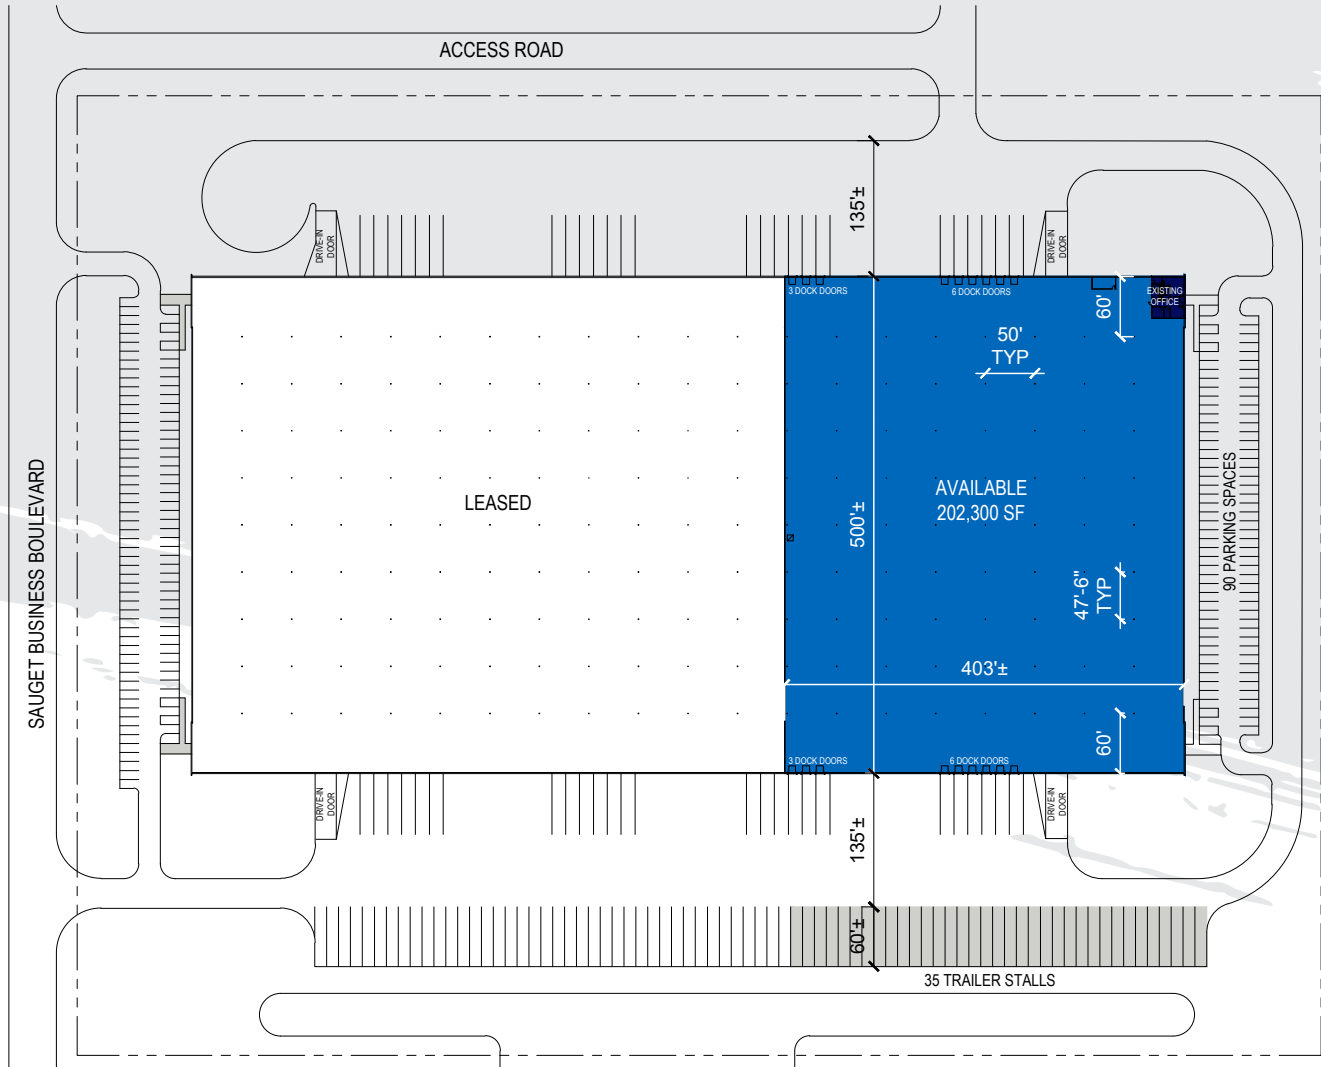 ACCESS ROAD
135'±
DRIVE-IN
DOOR
DRIVE-IN
DOOR
3 DOCK DOORS
6 DOCK DOORS
EXISTING
OFFICE
60'
50'
TYP
SAUGET BUSINESS BOULEVARD
LEASED
500'±
AVAILABLE
202,300 SF
90 PARKING SPACES
47'-6"
TYP
403'±
60'
3 DOCK DOORS
6 DOCK DOORS
DRIVE-IN
DOOR
DRIVE-IN
DOOR
135'±
60'±
35 TRAILER STALLS